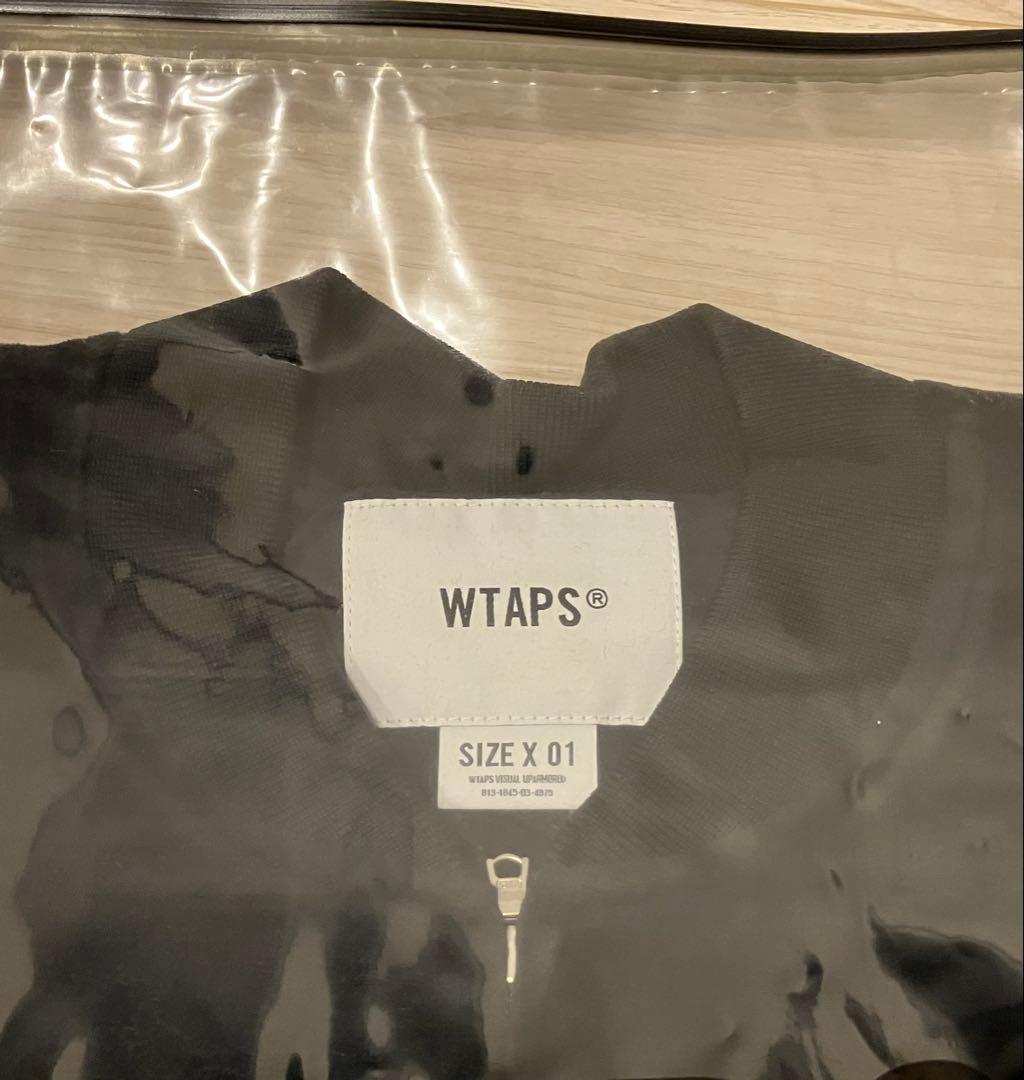 WTAPS®
SIZE X 01
WTAPS VISUAL UPARMORED